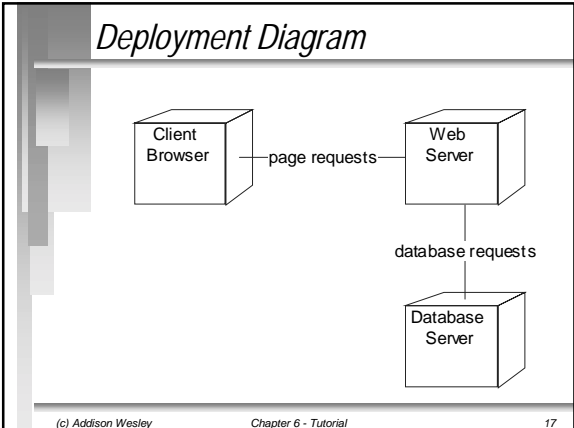 Deployment Diagram
Client
Browser
page requests
Web
Server
database requests
Database
Server
(c) Addison Wesley
Chapter 6 - Tutorial
17